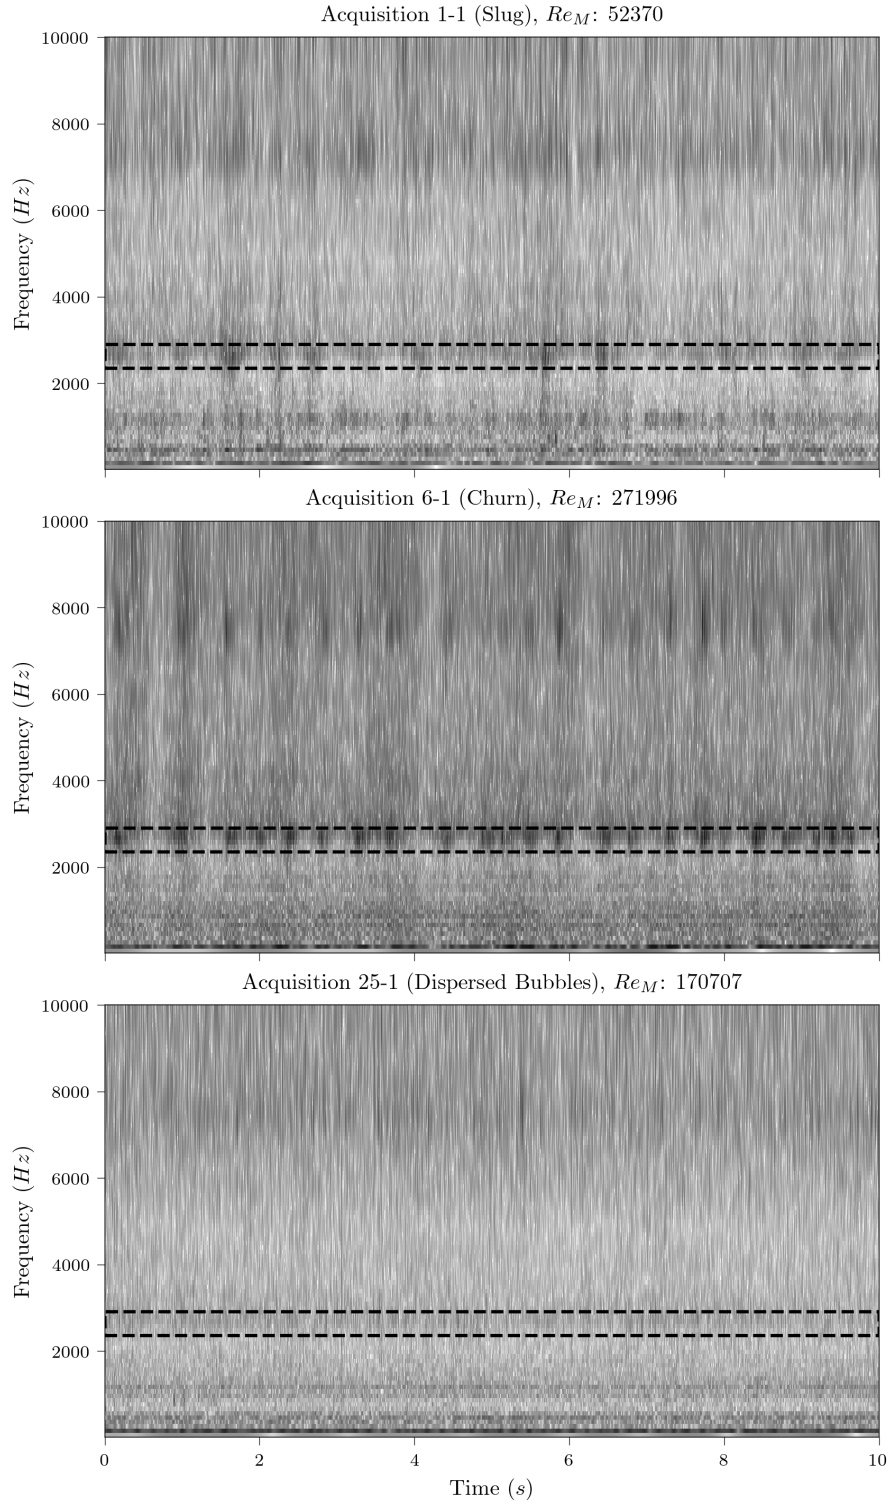 Acquisition 1-1 (Slug), Re_M: 52370
10000
8000
6000
4000
2000
Frequency (Hz)
Acquisition 6-1 (Churn), Re_M: 271996
10000
8000
6000
4000
2000
Frequency (Hz)
Acquisition 25-1 (Dispersed Bubbles), Re_M: 170707
10000
8000
6000
4000
2000
Frequency (Hz)
0 2 4 6 8 10
Time (s)